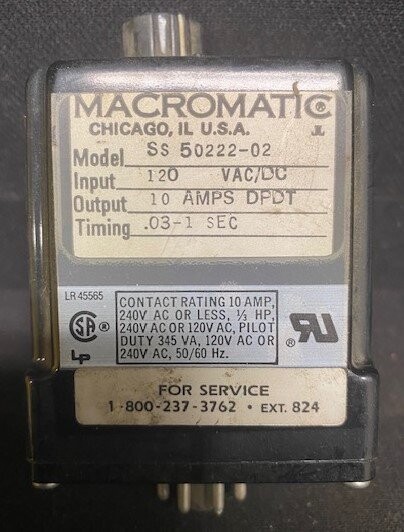 MACROMATIC®
CHICAGO, IL U.S.A.
Model SS 50222-02
Input 120 VAC/DC
Output 10 AMPS DPDT
Timing .03-1 SEC
LR 45565
CONTACT RATING 10 AMP,
240V AC OR LESS, ⅓ HP,
240V AC OR 120V AC, PILOT
DUTY 345 VA, 120V AC OR
240V AC, 50/60 Hz.
SA
LP
RU®
FOR SERVICE
1-800-237-3762 • EXT. 824